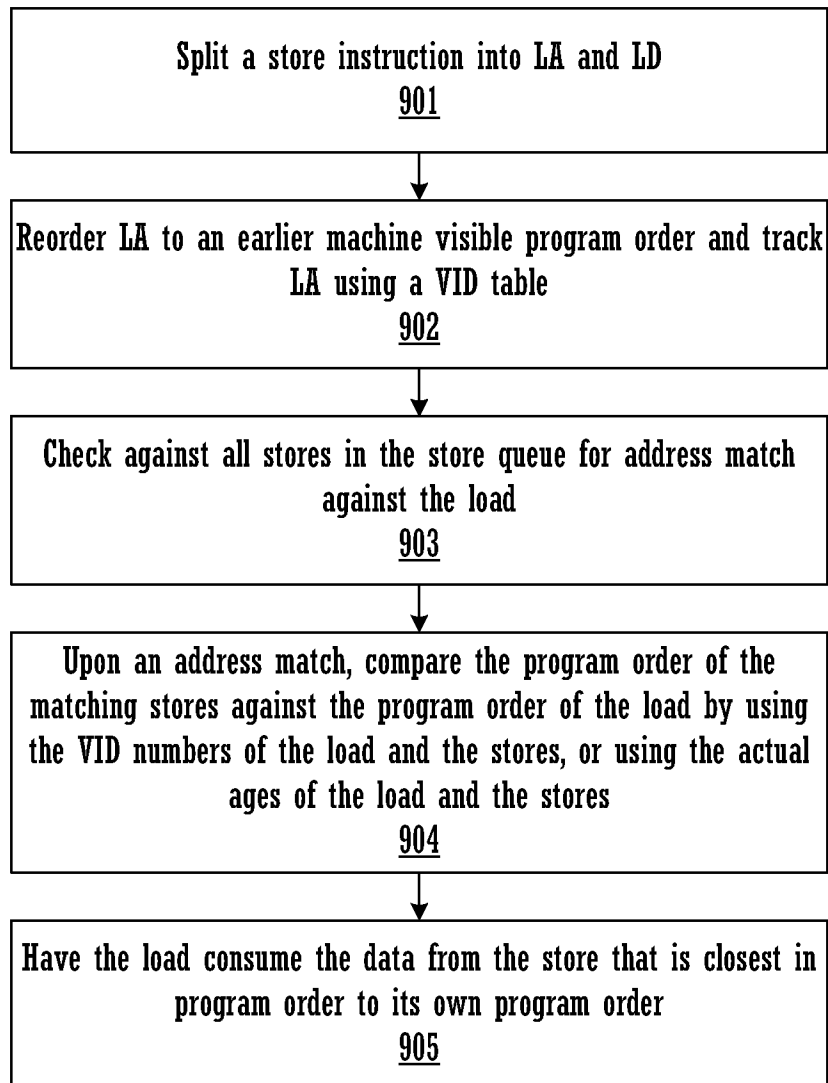 Split a store instruction into LA and LD
901
Reorder LA to an earlier machine visible program order and track
LA using a VID table
902
Check against all stores in the store queue for address match
against the load
903
Upon an address match, compare the program order of the
matching stores against the program order of the load by using
the VID numbers of the load and the stores, or using the actual
ages of the load and the stores
904
Have the load consume the data from the store that is closest in
program order to its own program order
905